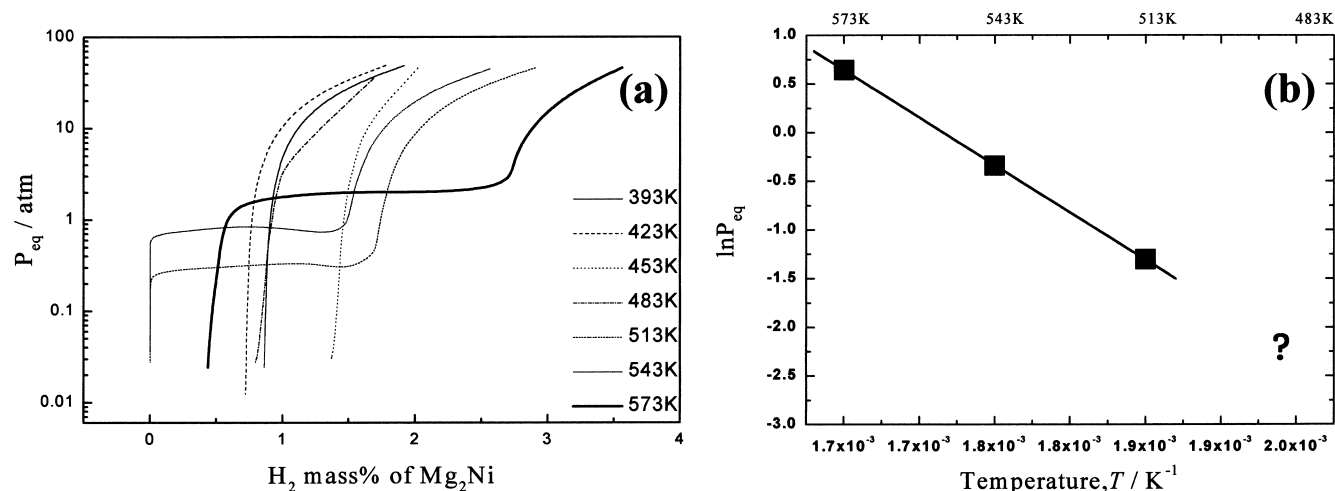 (a)
P_eq / atm
100
10
1
0.1
0.01
393K
423K
453K
483K
513K
543K
573K
0 1 2 3 4
H₂ mass% of Mg₂Ni
573K 543K 513K 483K
(b)
lnP_eq
1.0
0.5
0.0
-0.5
-1.0
-1.5
-2.0
-2.5
-3.0
?
1.7x10⁻³ 1.7x10⁻³ 1.8x10⁻³ 1.8x10⁻³ 1.9x10⁻³ 1.9x10⁻³ 2.0x10⁻³
Temperature,T / K⁻¹